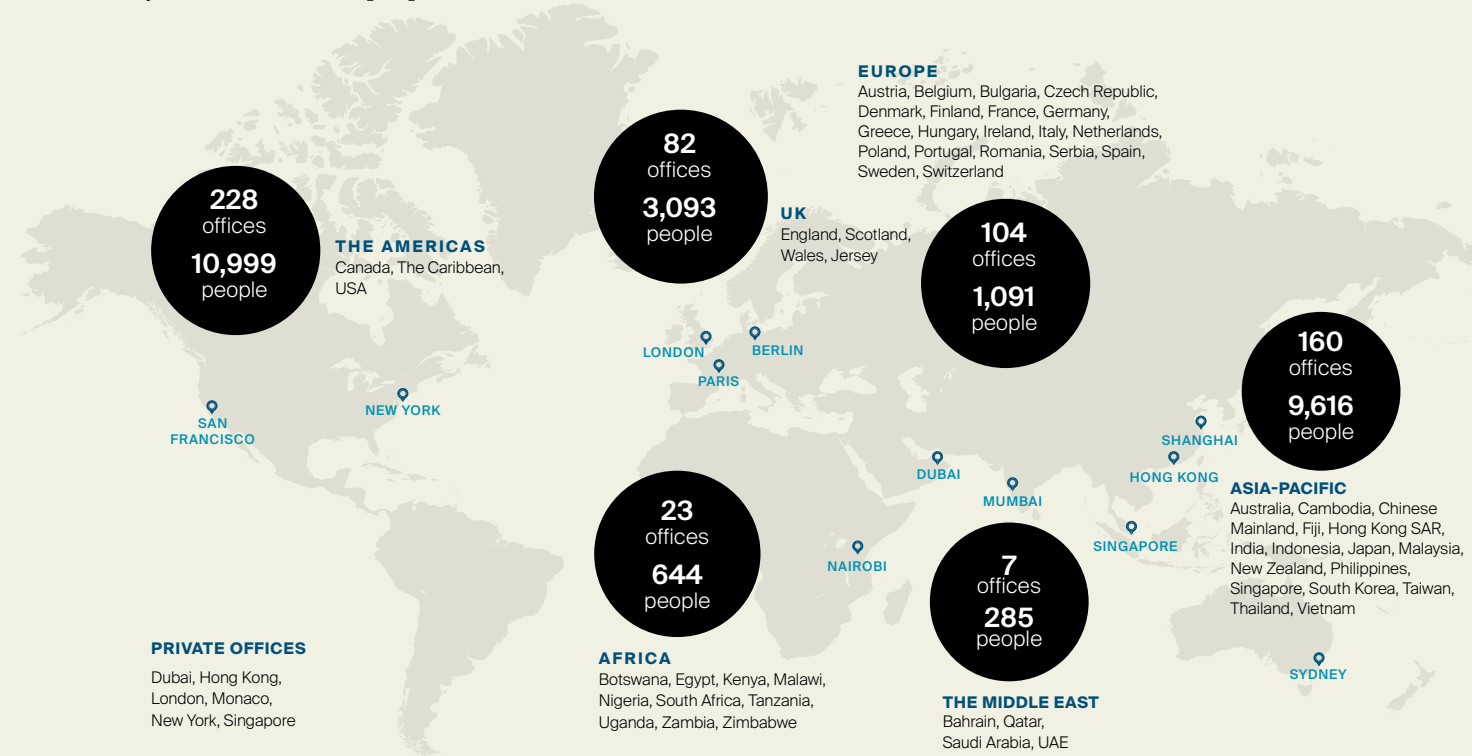 EUROPE
Austria, Belgium, Bulgaria, Czech Republic,
Denmark, Finland, France, Germany,
Greece, Hungary, Ireland, Italy, Netherlands,
Poland, Portugal, Romania, Serbia, Spain,
Sweden, Switzerland
104
offices
1,091
people
82
offices
3,093
people
UK
England, Scotland,
Wales, Jersey
228
offices
10,999
people
THE AMERICAS
Canada, The Caribbean,
USA
LONDON
BERLIN
PARIS
NEW YORK
SAN
FRANCISCO
160
offices
9,616
people
SHANGHAI
HONG KONG
DUBAI
MUMBAI
SINGAPORE
NAIROBI
ASIA-PACIFIC
Australia, Cambodia, Chinese
Mainland, Fiji, Hong Kong SAR,
India, Indonesia, Japan, Malaysia,
New Zealand, Philippines,
Singapore, South Korea, Taiwan,
Thailand, Vietnam
SYDNEY
23
offices
644
people
AFRICA
Botswana, Egypt, Kenya, Malawi,
Nigeria, South Africa, Tanzania,
Uganda, Zambia, Zimbabwe
7
offices
285
people
THE MIDDLE EAST
Bahrain, Qatar,
Saudi Arabia, UAE
PRIVATE OFFICES
Dubai, Hong Kong,
London, Monaco,
New York, Singapore